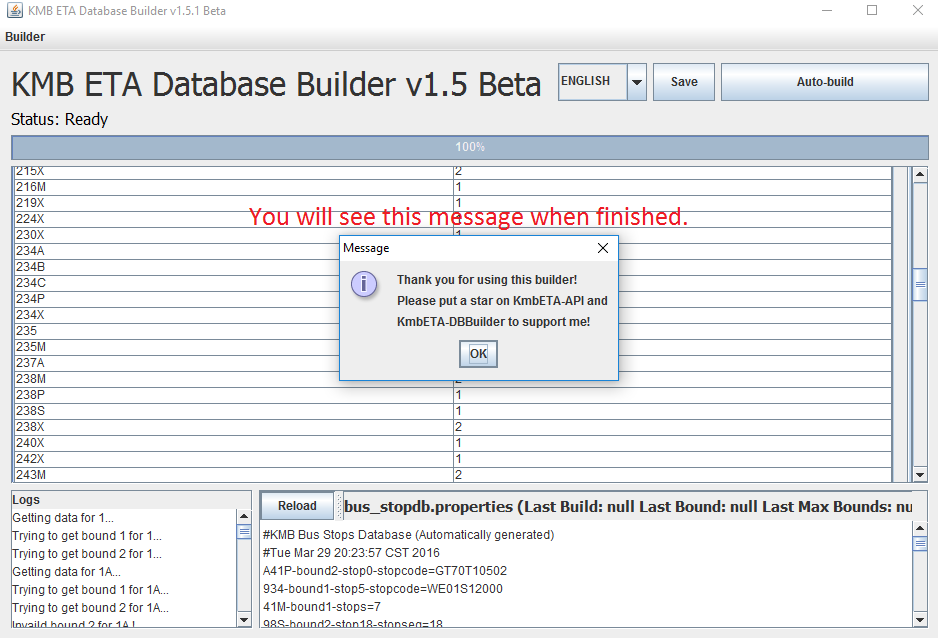 KMB ETA Database Builder v1.5.1 Beta
Builder
KMB ETA Database Builder v1.5 Beta
ENGLISH
Save
Auto-build
Status: Ready
100%
215X 2
216M 1
219X 1
224X
You will see this message when finished.
230X 1
234A
234B
234C
234P
234X
235
235M
237A
238M 2
238P 1
238S 1
238X 2
240X 1
242X 1
243M 2
Message
Thank you for using this builder!
Please put a star on KmbETA-API and
KmbETA-DBBuilder to support me!
OK
Logs
Getting data for 1...
Trying to get bound 1 for 1...
Trying to get bound 2 for 1...
Getting data for 1A...
Trying to get bound 1 for 1A...
Trying to get bound 2 for 1A...
Invaild bound 2 for 1A !
Reload
bus_stopdb.properties (Last Build: null Last Bound: null Last Max Bounds: nu
#KMB Bus Stops Database (Automatically generated)
#Tue Mar 29 20:23:57 CST 2016
A41P-bound2-stop0-stopcode=GT70T10502
934-bound1-stop5-stopcode=WE01S12000
41M-bound1-stops=7
98S-bound2-stop18-stopseq=18